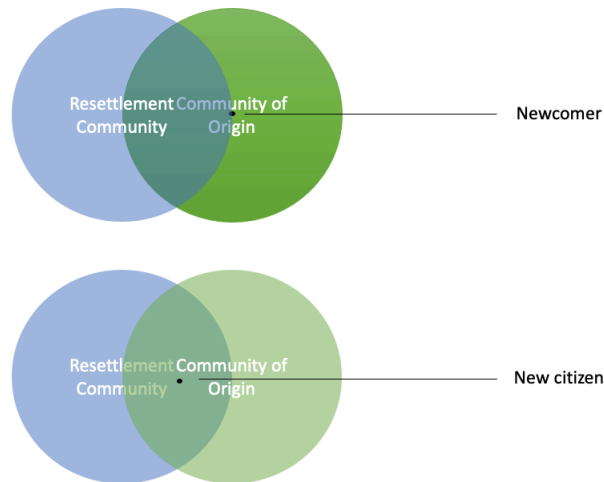 Resettlement
Community
Community of
Origin
Newcomer
Resettlement
Community
Community of
Origin
New citizen